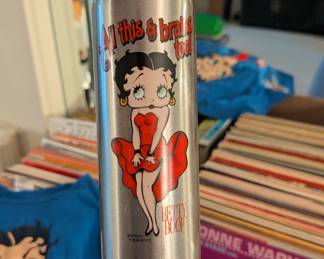 All this & brains
too!
BETTY
BOOP
ONNE WARW